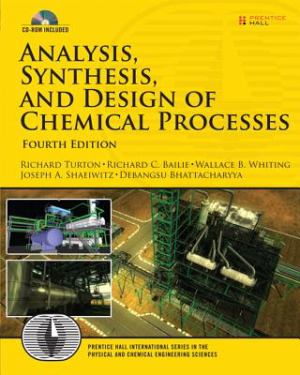 CD-ROM INCLUDED
PRENTICE
HALL
ANALYSIS,
SYNTHESIS,
AND DESIGN OF
CHEMICAL PROCESSES
FOURTH EDITION
RICHARD TURTON • RICHARD C. BAILIE • WALLACE B. WHITING
JOSEPH A. SHAEIWITZ • DEBANGSU BHATTACHARYYA
PRENTICE HALL INTERNATIONAL SERIES IN THE
PHYSICAL AND CHEMICAL ENGINEERING SCIENCES